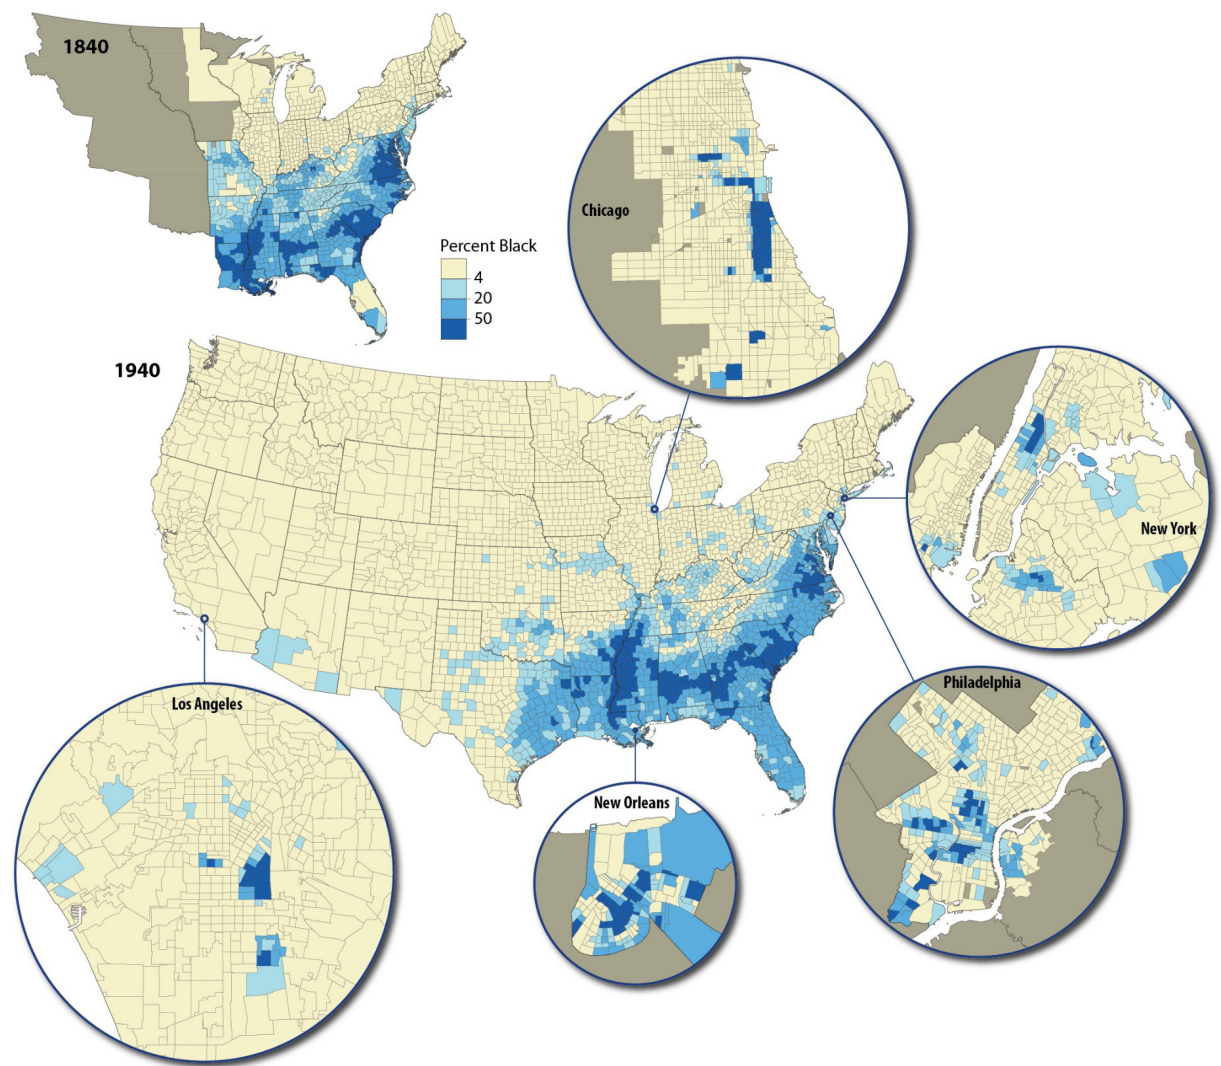 1840
Percent Black
4
20
50
Chicago
1940
New York
Philadelphia
Los Angeles
New Orleans